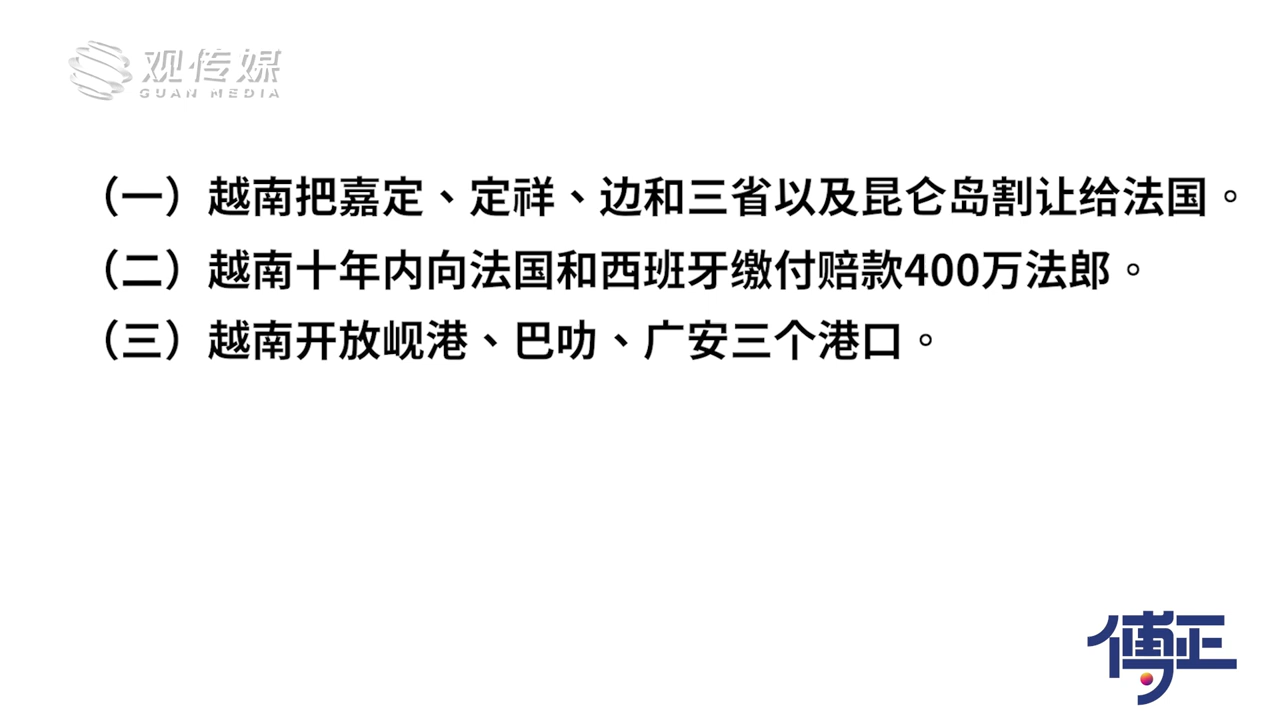 观传媒
GUAN MEDIA
（一）越南把嘉定、定祥、边和三省以及昆仑岛割让给法国。
（二）越南十年内向法国和西班牙缴付赔款400万法郎。
（三）越南开放岘港、巴叻、广安三个港口。
傅正